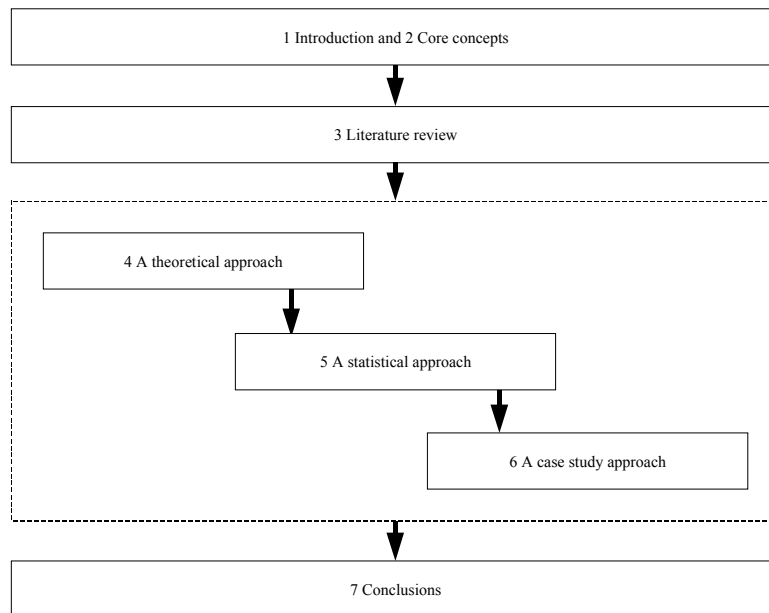 1 Introduction and 2 Core concepts
3 Literature review
4 A theoretical approach
5 A statistical approach
6 A case study approach
7 Conclusions